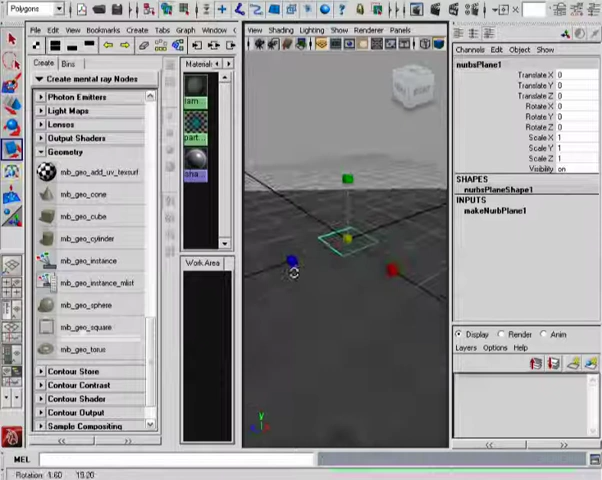 Polygons
File Edit View Bookmarks Create Tabs Graph Window
View Shading Lighting Show Renderer Panels
Channels Edit Object Show
Create Bins
Materials
Create mental ray Nodes
Photon Emitters
Light Maps
Lenses
Output Shaders
Geometry
mib_geo_add_uv_texsurf
mib_geo_cone
mib_geo_cube
mib_geo_cylinder
mib_geo_instance
mib_geo_instance_mlist
mib_geo_sphere
mib_geo_square
mib_geo_torus
Contour Store
Contour Contrast
Contour Shader
Contour Output
Sample Compositing
lam
part
sha
Work Area
nurbsPlane1
Translate X 0
Translate Y 0
Translate Z 0
Rotate X 0
Rotate Y 0
Rotate Z 0
Scale X 1
Scale Y 1
Scale Z 1
Visibility on
SHAPES
nurbsPlaneShape1
INPUTS
makeNurbPlane1
Display Render Anim
Layers Options Help
<< >>
<< >>
MEL
Rotation: